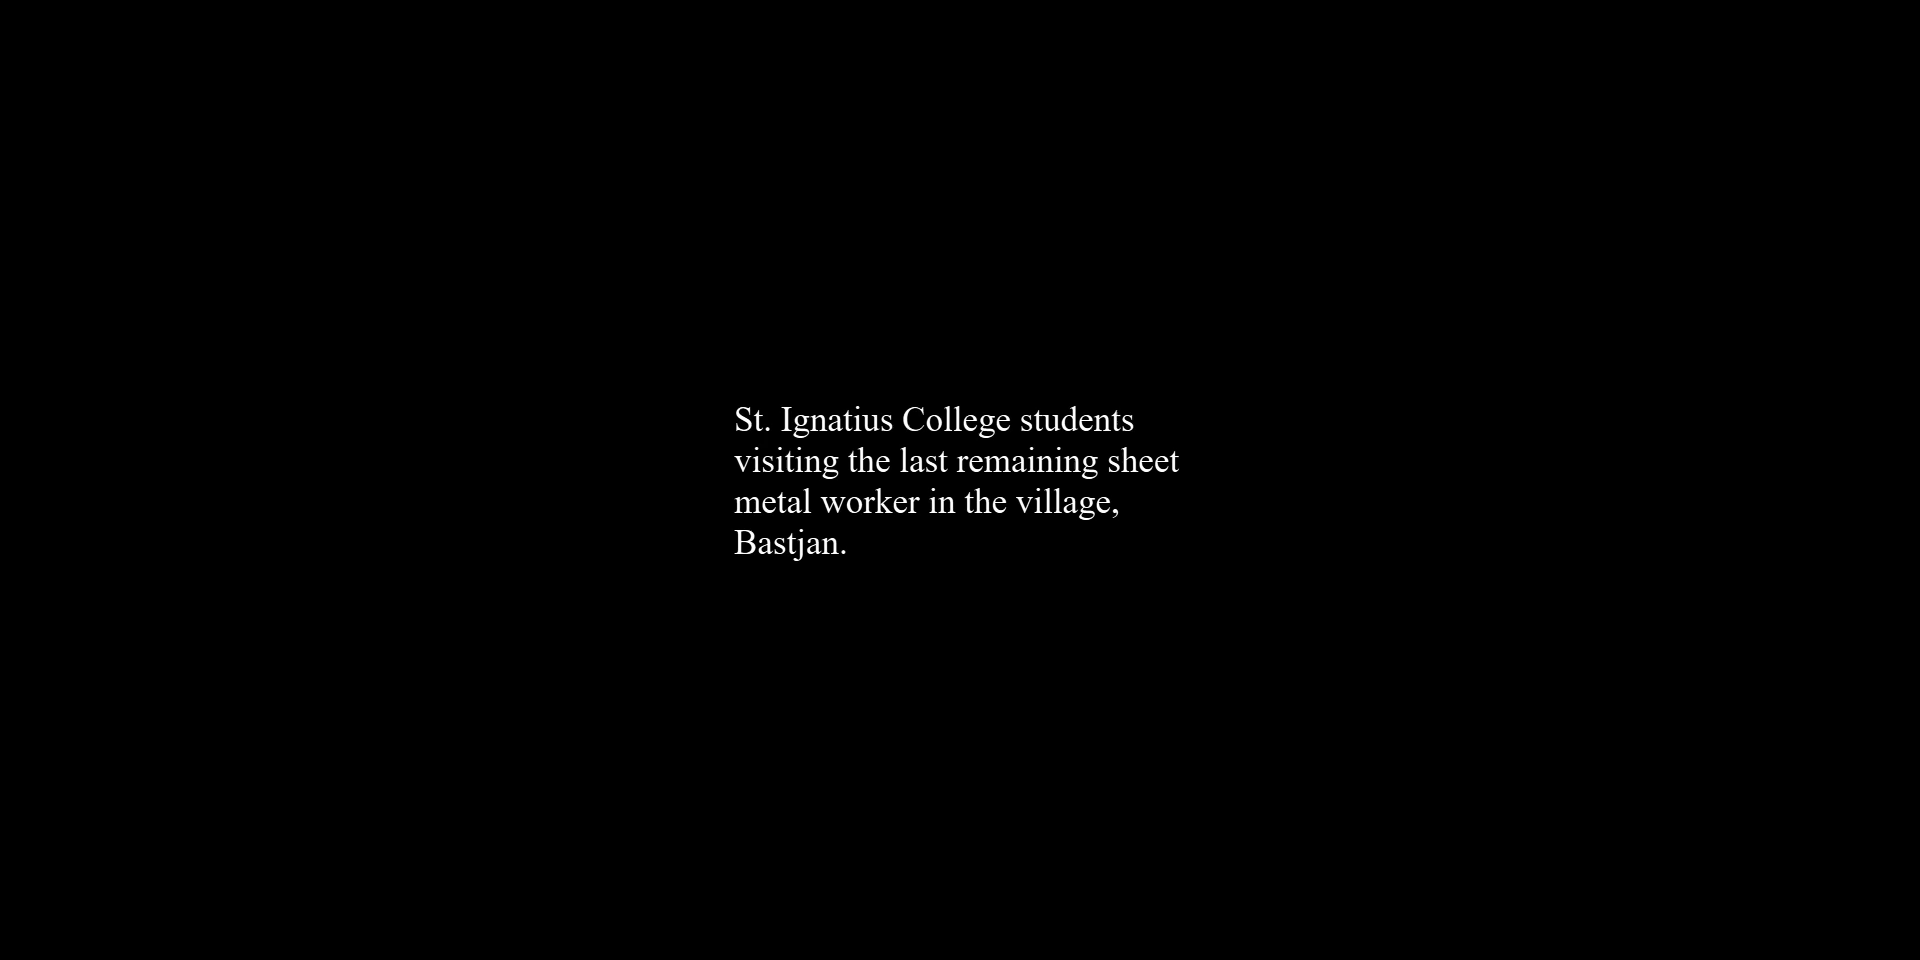 St. Ignatius College students
visiting the last remaining sheet
metal worker in the village,
Bastjan.